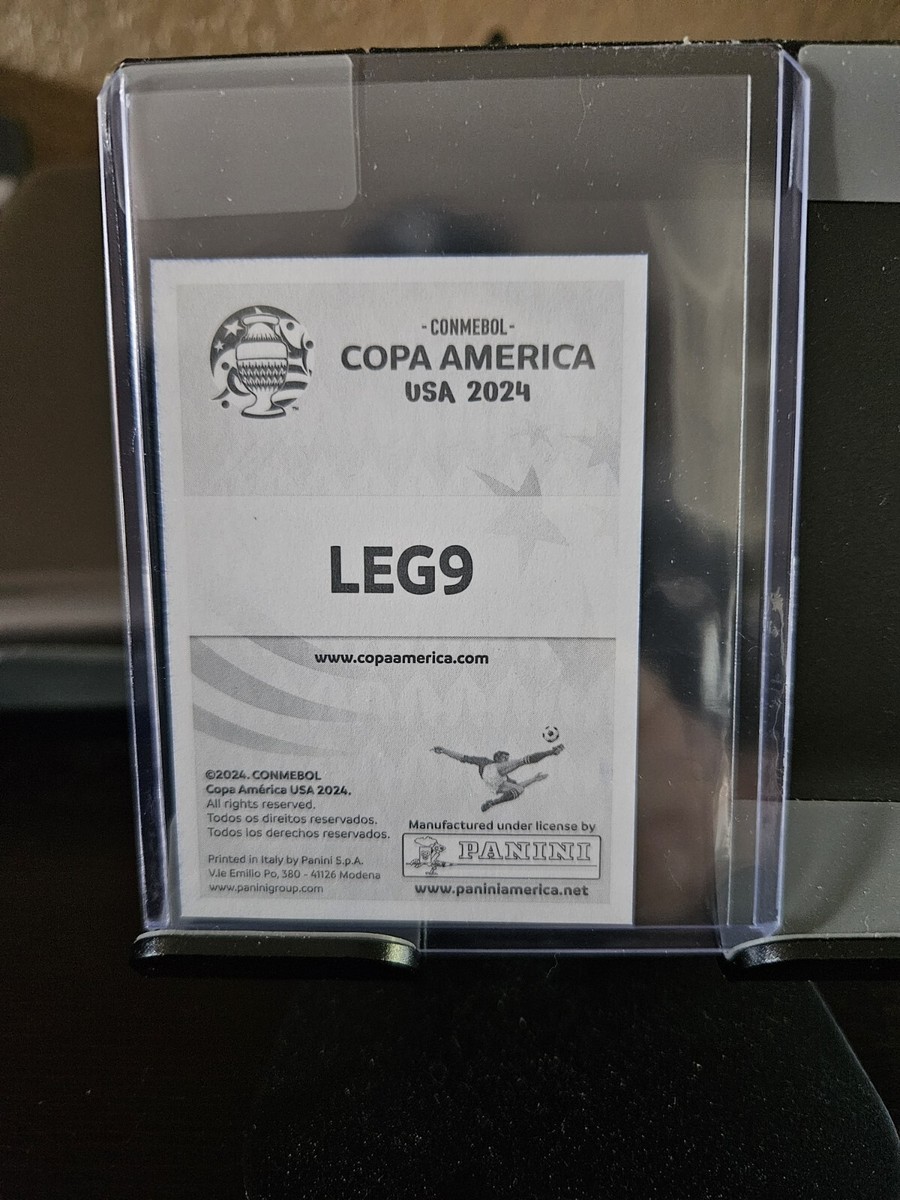 - CONMEBOL -
COPA AMERICA
USA 2024
LEG9
www.copaamerica.com
©2024. CONMEBOL
Copa América USA 2024.
All rights reserved.
Todos os direitos reservados.
Todos los derechos reservados.
Printed in Italy by Panini S.p.A.
V.le Emilio Po, 380 - 41126 Modena
www.paninigroup.com
Manufactured under license by
PANINI
www.paniniamerica.net